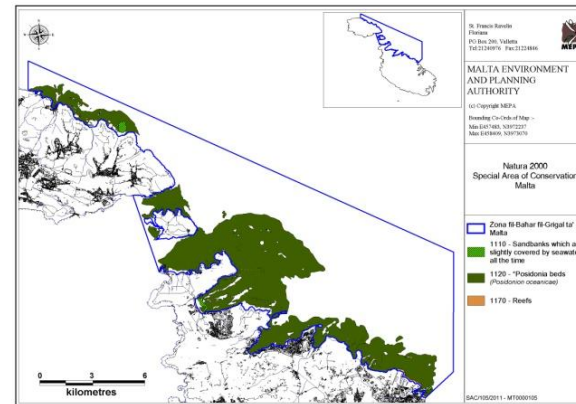 St. Francis Ravelin
Floriana
PO Box 200, Valletta
Tel:21240976 Fax:21224846
MEPA
MALTA ENVIRONMENT
AND PLANNING
AUTHORITY
(c) Copyright MEPA
Bounding Co-Ords of Map :-
Natura 2000
Special Area of Conservation
Malta
Zona fil-Baħar fil-Grigal ta'
Malta
1110 - Sandbanks which a
slightly covered by seawate
all the time
1120 - *Posidonia beds
(Posidonion oceanicae)
1170 - Reefs
0 3 6
kilometres
SAC/105/2011 - MT0000105